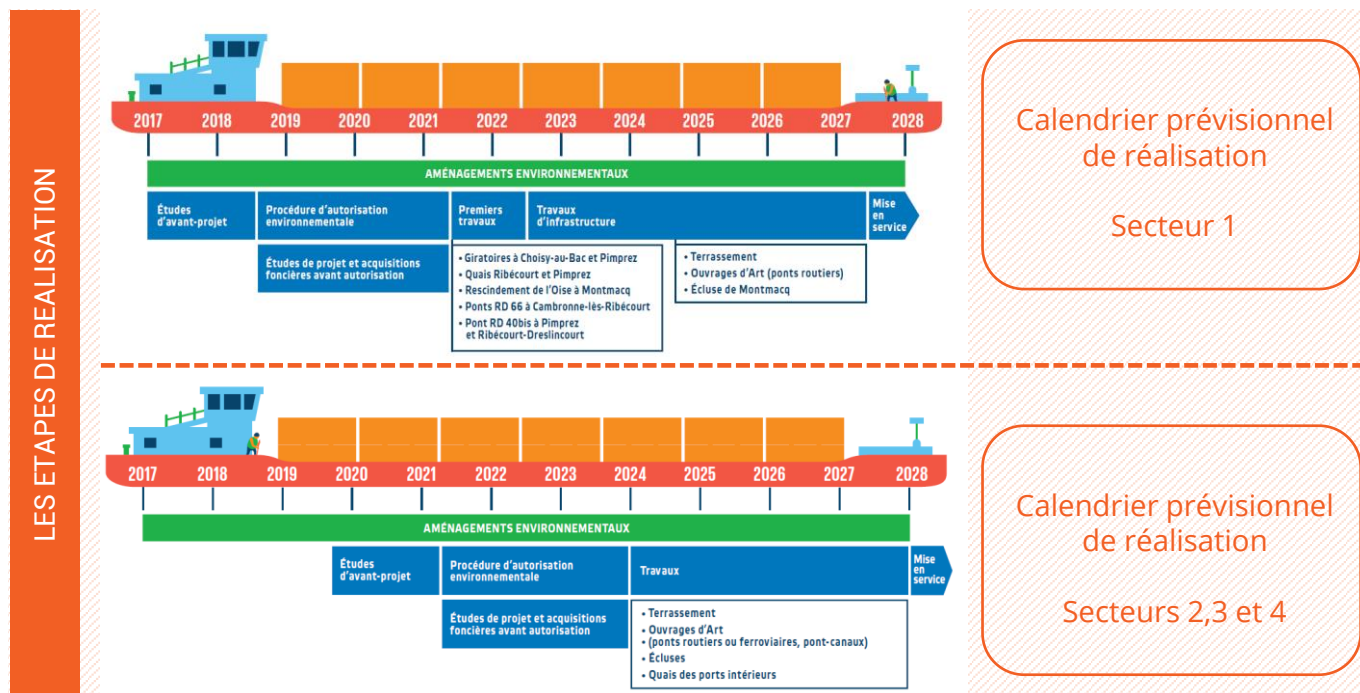 LES ETAPES DE REALISATION
2017 2018 2019 2020 2021 2022 2023 2024 2025 2026 2027 2028
AMÉNAGEMENTS ENVIRONNEMENTAUX
Études
d'avant-projet
Procédure d'autorisation
environnementale
Premiers
travaux
Travaux
d'infrastructure
Mise
en
service
Études de projet et acquisitions
foncières avant autorisation
• Giratoires à Choisy-au-Bac et Pimprez
• Quais Ribécourt et Pimprez
• Rescindement de l'Oise à Montmacq
• Ponts RD 66 à Cambronne-lès-Ribécourt
• Pont RD 40bis à Pimprez
et Ribécourt-Dreslincourt
• Terrassement
• Ouvrages d'Art (ponts routiers)
• Écluse de Montmacq
Calendrier prévisionnel
de réalisation
Secteur 1
2017 2018 2019 2020 2021 2022 2023 2024 2025 2026 2027 2028
AMÉNAGEMENTS ENVIRONNEMENTAUX
Études
d'avant-projet
Procédure d'autorisation
environnementale
Travaux
Mise
en
service
Études de projet et acquisitions
foncières avant autorisation
• Terrassement
• Ouvrages d'Art
• (ponts routiers ou ferroviaires, pont-canaux)
• Écluses
• Quais des ports intérieurs
Calendrier prévisionnel
de réalisation
Secteurs 2,3 et 4